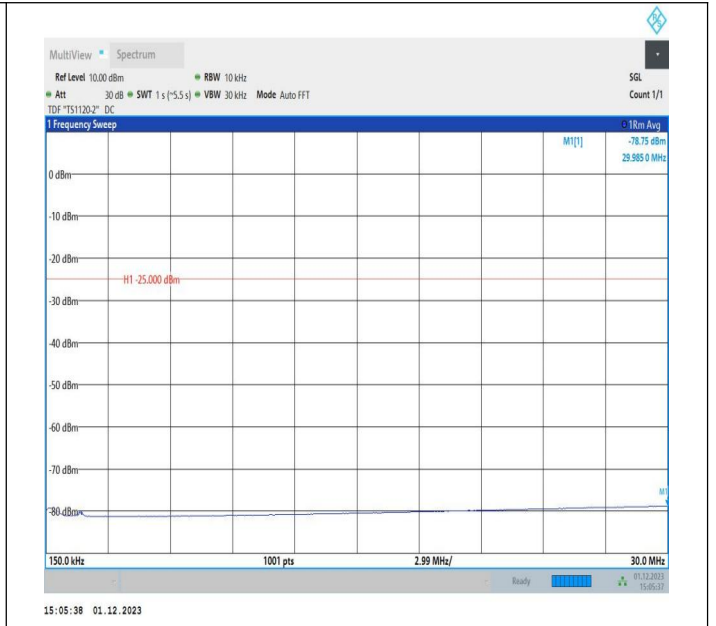 R S
MultiView Spectrum
Ref Level 10.00 dBm RBW 10 kHz SGL
Att 30 dB SWT 1 s (~5.5 s) VBW 30 kHz Mode Auto FFT Count 1/1
TDF "TS1120-2" DC
1 Frequency Sweep 1Rm Avg
M1[1] -78.75 dBm
29.985 0 MHz
0 dBm
-10 dBm
-20 dBm
H1 -25.000 dBm
-30 dBm
-40 dBm
-50 dBm
-60 dBm
-70 dBm
M1
-80 dBm
150.0 kHz 1001 pts 2.99 MHz/ 30.0 MHz
Ready 01.12.2023
15:05:37
15:05:38 01.12.2023